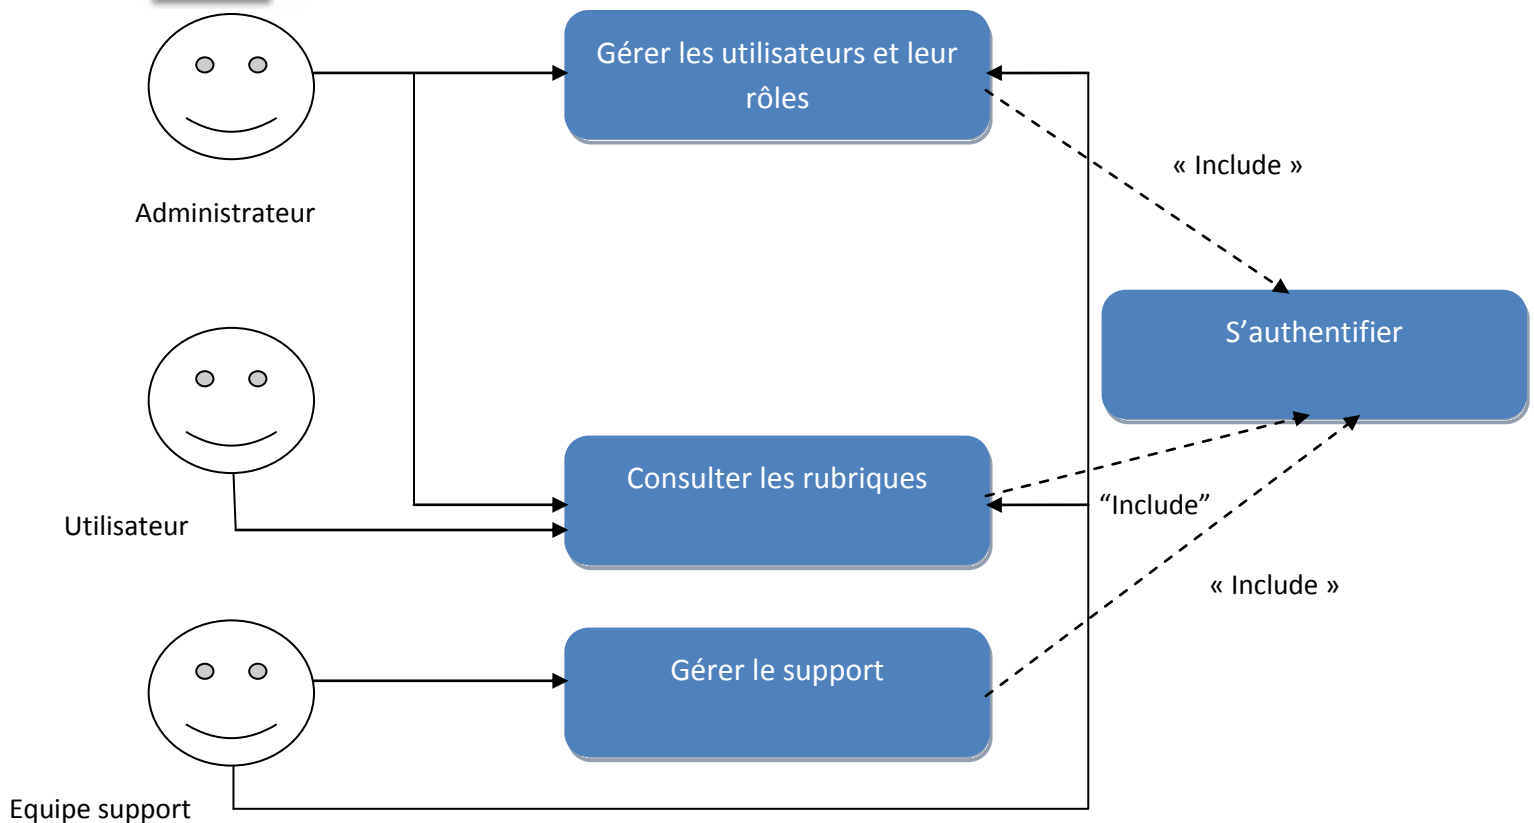 Gérer les utilisateurs et leur
rôles
« Include »
Administrateur
S’authentifier
Consulter les rubriques
“Include”
Utilisateur
« Include »
Gérer le support
Equipe support